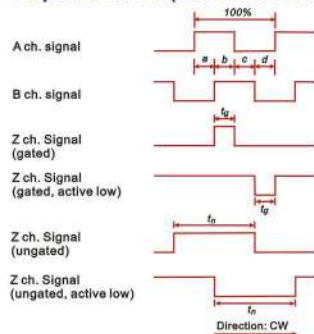 100%
A ch. signal
a b c d
B ch. signal
tg
Z ch. Signal
(gated)
Z ch. Signal
(gated, active low)
tg
tn
Z ch. Signal
(ungated)
Z ch. Signal
(ungated, active low)
tn
Direction: CW